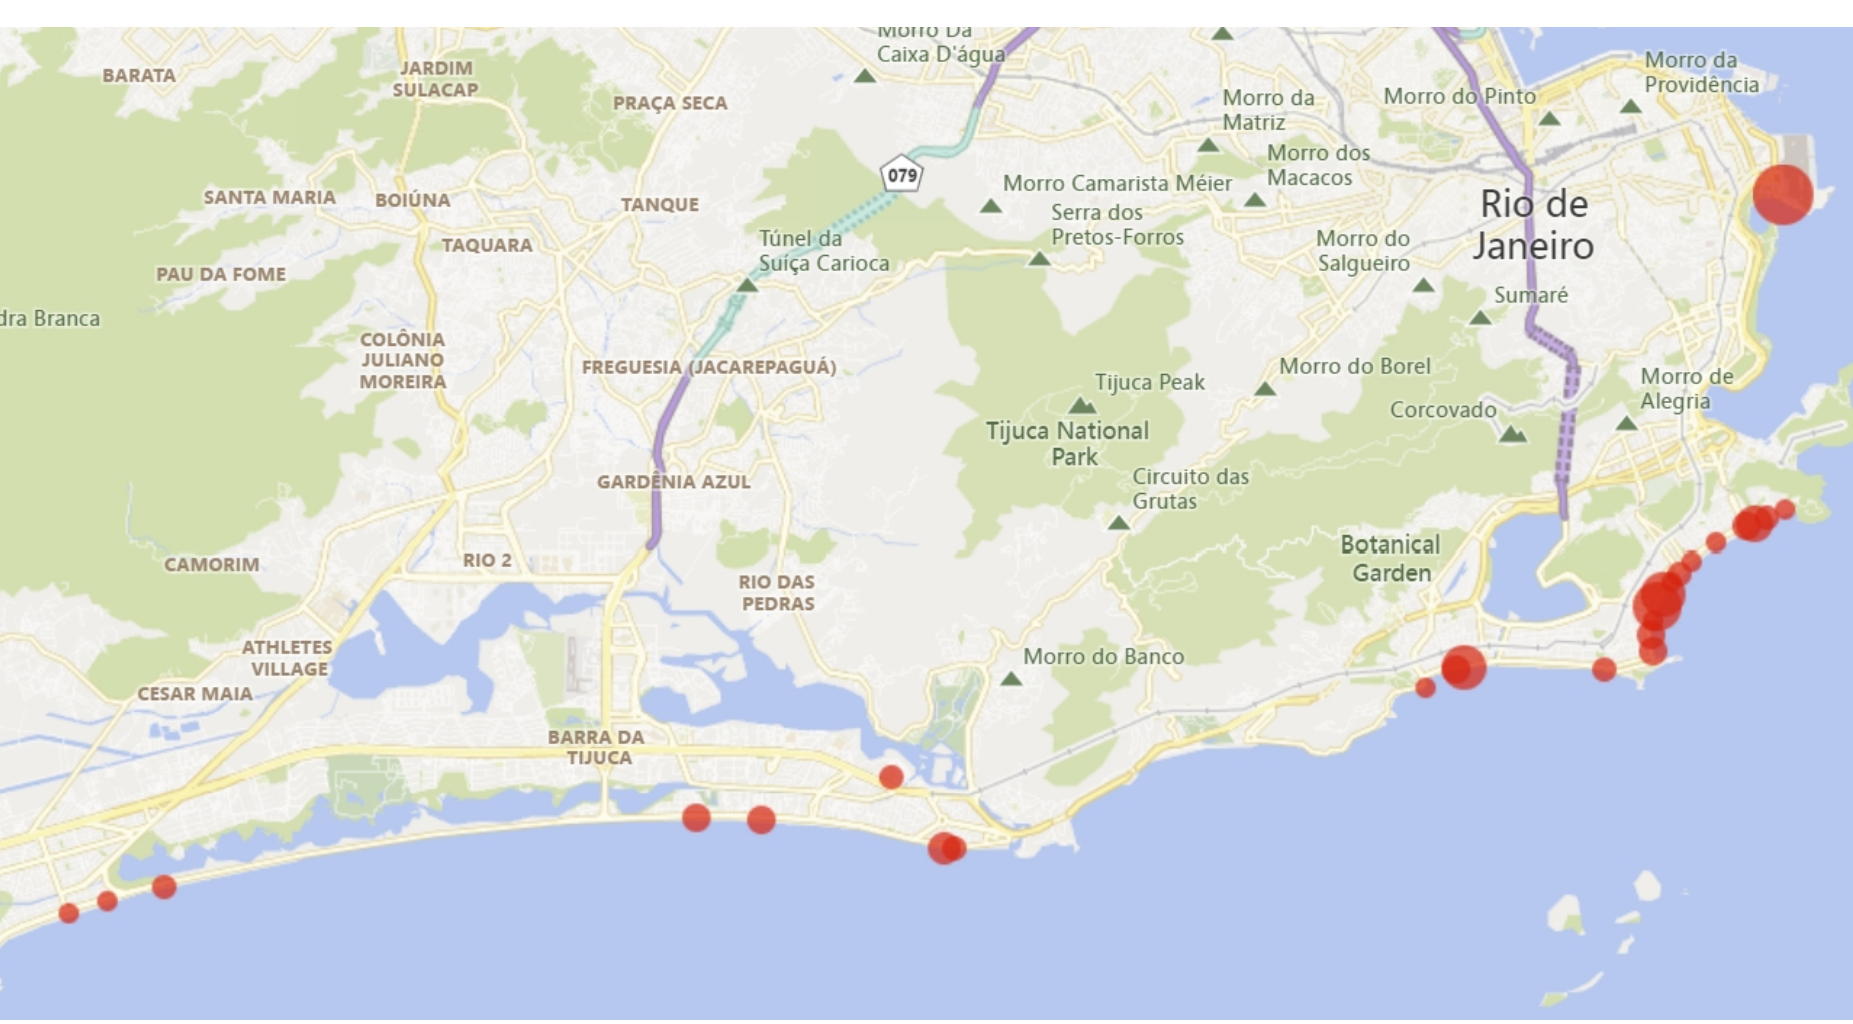 Morro Da
Caixa D'água
Morro da
Providência
BARATA
JARDIM
SULACAP
PRAÇA SECA
Morro da
Matriz
Morro do Pinto
079
Morro dos
Macacos
SANTA MARIA
BOIÚNA
TANQUE
Morro Camarista Méier
Serra dos
Pretos-Forros
Rio de
Janeiro
TAQUARA
Túnel da
Suíça Carioca
Morro do
Salgueiro
PAU DA FOME
Sumaré
dra Branca
COLÔNIA
JULIANO
MOREIRA
FREGUESIA (JACAREPAGUÁ)
Morro do Borel
Morro de
Alegria
Tijuca Peak
Corcovado
Tijuca National
Park
GARDÊNIA AZUL
Circuito das
Grutas
CAMORIM
RIO 2
RIO DAS
PEDRAS
Botanical
Garden
ATHLETES
VILLAGE
Morro do Banco
CESAR MAIA
BARRA DA
TIJUCA